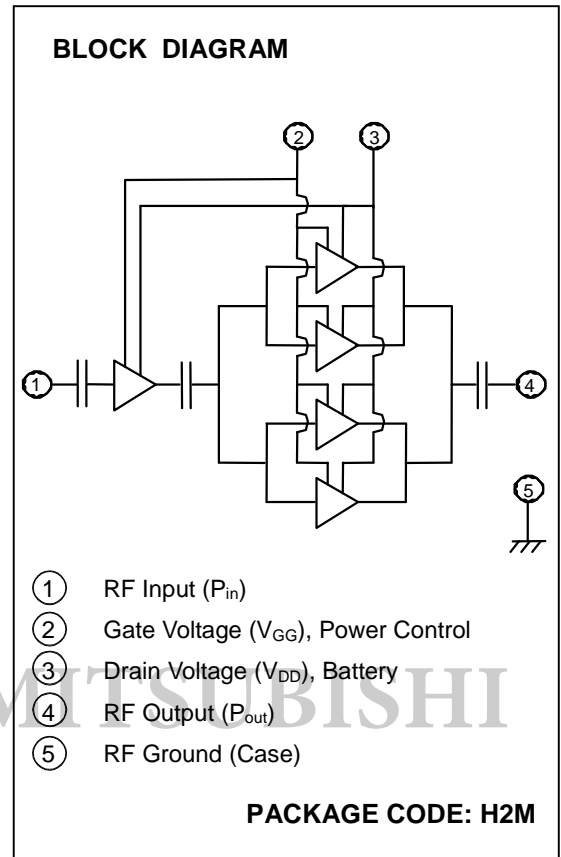 BLOCK DIAGRAM
2 3
1 4
5
1 RF Input (Pin)
2 Gate Voltage (VGG), Power Control
3 Drain Voltage (VDD), Battery
MITSUBISHI
4 RF Output (Pout)
5 RF Ground (Case)
PACKAGE CODE: H2M